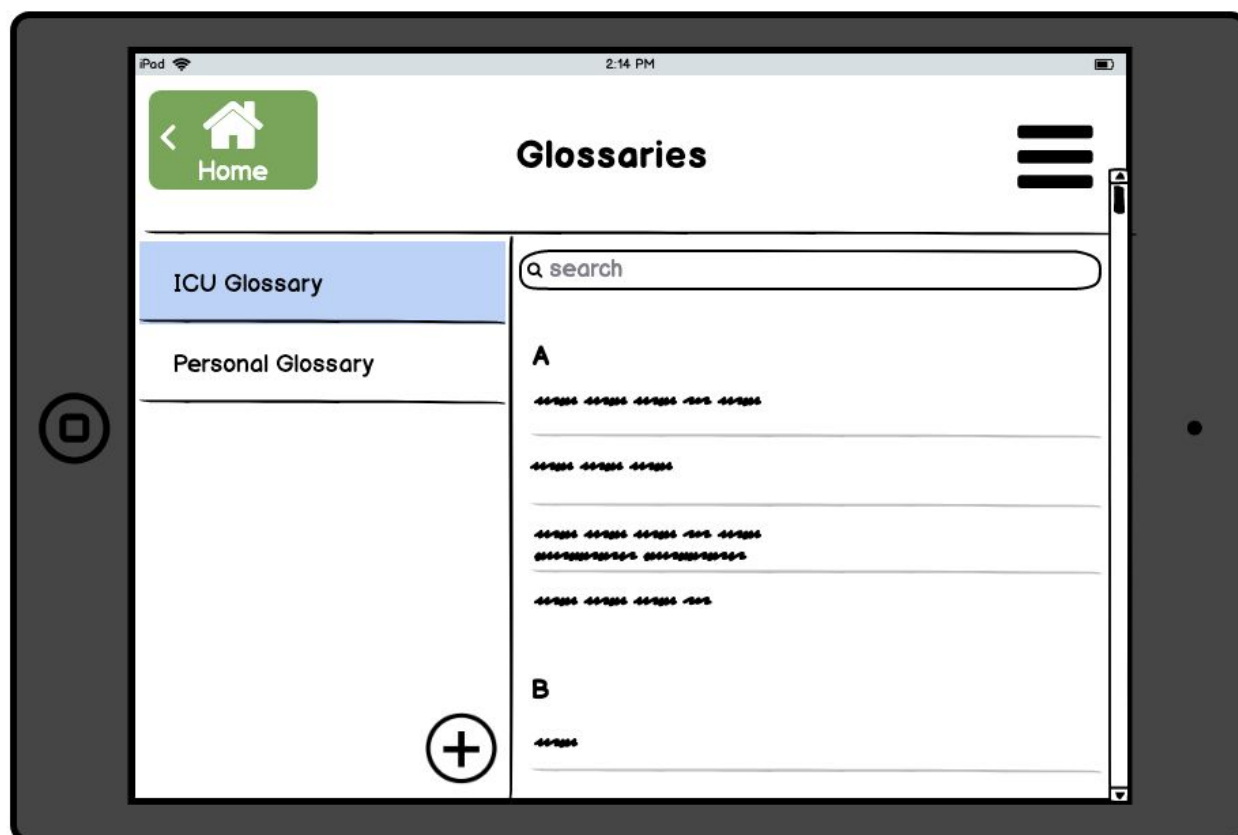 iPad 2:14 PM
Home
Glossaries
ICU Glossary
Personal Glossary
search
A
B